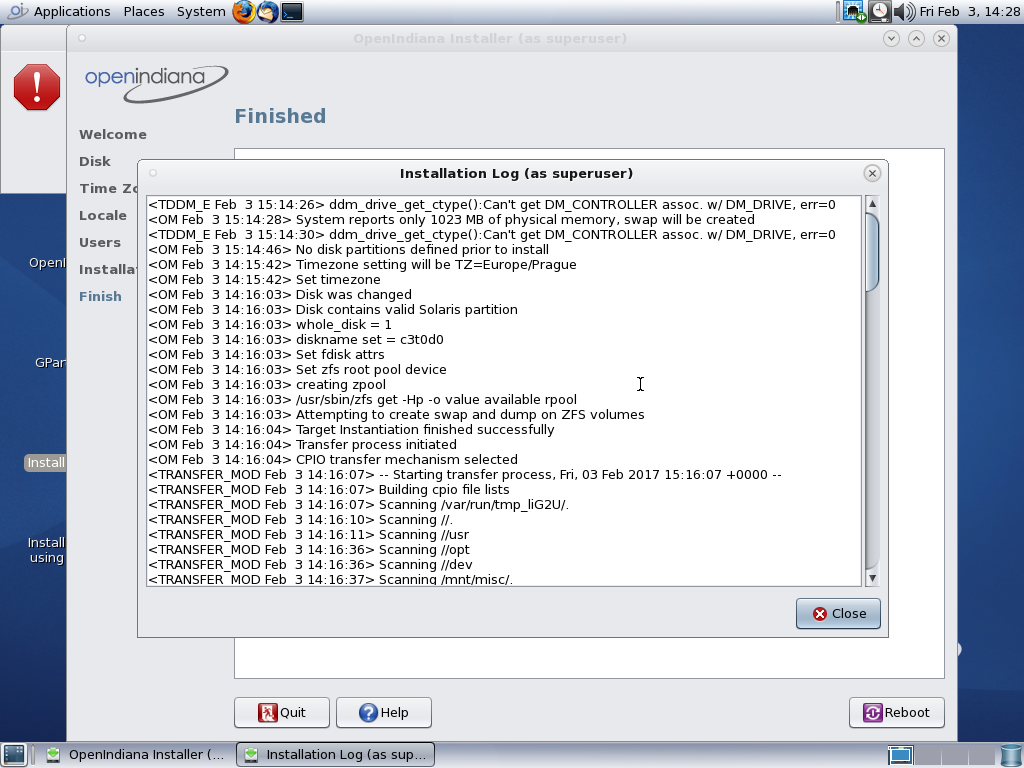 Applications Places System
Fri Feb 3, 14:28
OpenIndiana Installer (as superuser)
openindiana
Finished
Welcome
Disk
Time Zo
Locale
Users
Installa
Finish
OpenI
GPar
Install
Install
using
Installation Log (as superuser)
<TDDM_E Feb  3 15:14:26> ddm_drive_get_ctype():Can't get DM_CONTROLLER assoc. w/ DM_DRIVE, err=0
<OM Feb  3 15:14:28> System reports only 1023 MB of physical memory, swap will be created
<TDDM_E Feb  3 15:14:30> ddm_drive_get_ctype():Can't get DM_CONTROLLER assoc. w/ DM_DRIVE, err=0
<OM Feb  3 15:14:46> No disk partitions defined prior to install
<OM Feb  3 14:15:42> Timezone setting will be TZ=Europe/Prague
<OM Feb  3 14:15:42> Set timezone
<OM Feb  3 14:16:03> Disk was changed
<OM Feb  3 14:16:03> Disk contains valid Solaris partition
<OM Feb  3 14:16:03> whole_disk = 1
<OM Feb  3 14:16:03> diskname set = c3t0d0
<OM Feb  3 14:16:03> Set fdisk attrs
<OM Feb  3 14:16:03> Set zfs root pool device
<OM Feb  3 14:16:03> creating zpool
<OM Feb  3 14:16:03> /usr/sbin/zfs get -Hp -o value available rpool
<OM Feb  3 14:16:03> Attempting to create swap and dump on ZFS volumes
<OM Feb  3 14:16:04> Target Instantiation finished successfully
<OM Feb  3 14:16:04> Transfer process initiated
<OM Feb  3 14:16:04> CPIO transfer mechanism selected
<TRANSFER_MOD Feb  3 14:16:07> -- Starting transfer process, Fri, 03 Feb 2017 15:16:07 +0000 --
<TRANSFER_MOD Feb  3 14:16:07> Building cpio file lists
<TRANSFER_MOD Feb  3 14:16:07> Scanning /var/run/tmp_liG2U/.
<TRANSFER_MOD Feb  3 14:16:10> Scanning //.
<TRANSFER_MOD Feb  3 14:16:11> Scanning //usr
<TRANSFER_MOD Feb  3 14:16:36> Scanning //opt
<TRANSFER_MOD Feb  3 14:16:36> Scanning //dev
<TRANSFER_MOD Feb  3 14:16:37> Scanning /mnt/misc/.
Close
Quit
Help
Reboot
OpenIndiana Installer (...
Installation Log (as sup...